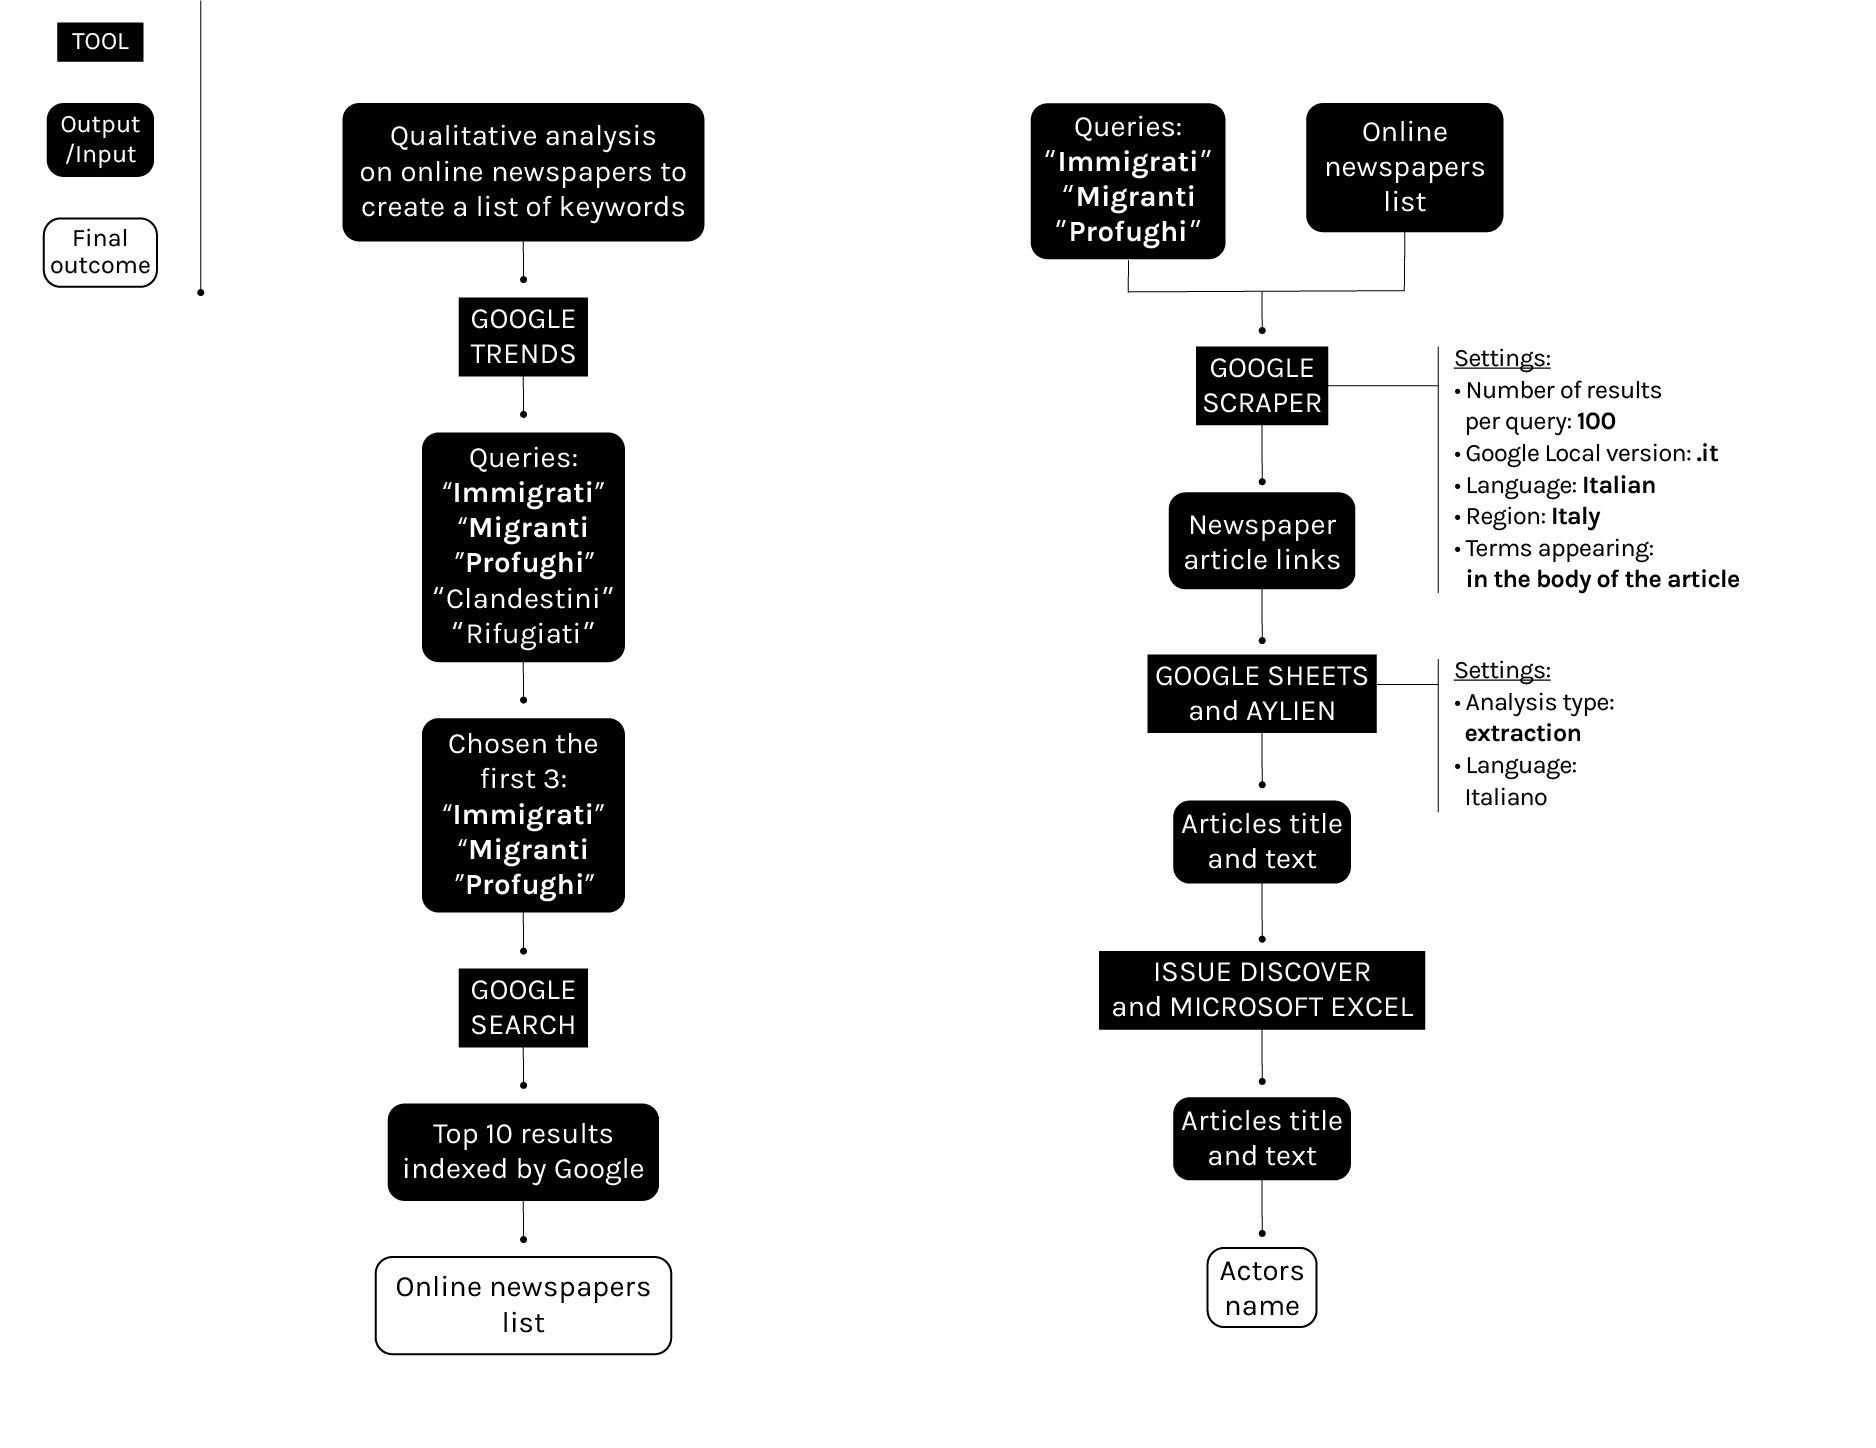 TOOL
Output
/Input
Final
outcome
Qualitative analysis
on online newspapers to
create a list of keywords
GOOGLE
TRENDS
Queries:
“Immigrati”
“Migranti
”Profughi”
“Clandestini”
“Rifugiati”
Chosen the
first 3:
“Immigrati”
“Migranti
”Profughi”
GOOGLE
SEARCH
Top 10 results
indexed by Google
Online newspapers
list
Queries:
“Immigrati”
“Migranti
”Profughi”
Online
newspapers
list
GOOGLE
SCRAPER
Settings:
• Number of results
per query: 100
• Google Local version: .it
• Language: Italian
• Region: Italy
• Terms appearing:
in the body of the article
Newspaper
article links
GOOGLE SHEETS
and AYLIEN
Settings:
• Analysis type:
extraction
• Language:
Italiano
Articles title
and text
ISSUE DISCOVER
and MICROSOFT EXCEL
Articles title
and text
Actors
name